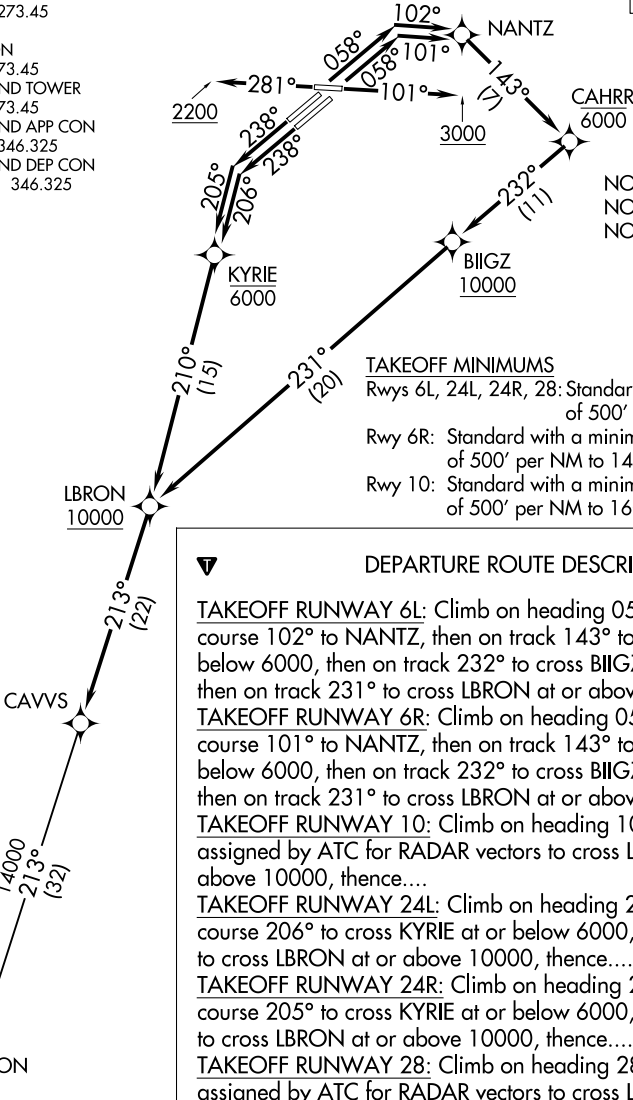 273.45
ON
73.45
ND TOWER
73.45
ND APP CON
346.325
ND DEP CON
346.325
102°
NANTZ
058°
058°
101°
281°
101°
143°
(7)
2200
3000
CAHRR
6000
238°
238°
232°
(11)
205°
206°
NO
NO
NO
KYRIE
6000
BIIGZ
10000
210°
(15)
231°
(20)
TAKEOFF MINIMUMS
Rwys 6L, 24L, 24R, 28: Standar
of 500'
Rwy 6R: Standard with a minim
of 500' per NM to 14
Rwy 10: Standard with a minim
of 500' per NM to 16
LBRON
10000
213°
(22)
CAVVS
14000
213°
(32)
ON
T
DEPARTURE ROUTE DESCRI
TAKEOFF RUNWAY 6L: Climb on heading 05
course 102° to NANTZ, then on track 143° to
below 6000, then on track 232° to cross BIIGZ
then on track 231° to cross LBRON at or abov
TAKEOFF RUNWAY 6R: Climb on heading 05
course 101° to NANTZ, then on track 143° to
below 6000, then on track 232° to cross BIIGZ
then on track 231° to cross LBRON at or abov
TAKEOFF RUNWAY 10: Climb on heading 10
assigned by ATC for RADAR vectors to cross L
above 10000, thence....
TAKEOFF RUNWAY 24L: Climb on heading 2
course 206° to cross KYRIE at or below 6000,
to cross LBRON at or above 10000, thence....
TAKEOFF RUNWAY 24R: Climb on heading 2
course 205° to cross KYRIE at or below 6000,
to cross LBRON at or above 10000, thence....
TAKEOFF RUNWAY 28: Climb on heading 28
assigned by ATC for RADAR vectors to cross L